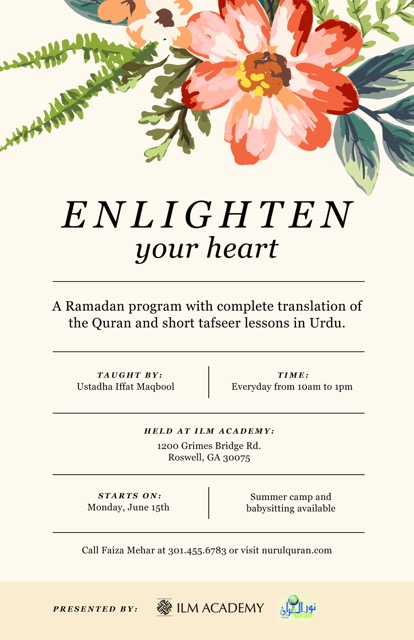 ENLIGHTEN
your heart
A Ramadan program with complete translation of
the Quran and short tafseer lessons in Urdu.
TAUGHT BY:
Ustadha Iffat Maqbool
TIME:
Everyday from 10am to 1pm
HELD AT ILM ACADEMY:
1200 Grimes Bridge Rd.
Roswell, GA 30075
STARTS ON:
Monday, June 15th
Summer camp and
babysitting available
Call Faiza Mehar at 301.455.6783 or visit nurulquran.com
PRESENTED BY:
ILM ACADEMY
نور القرآن